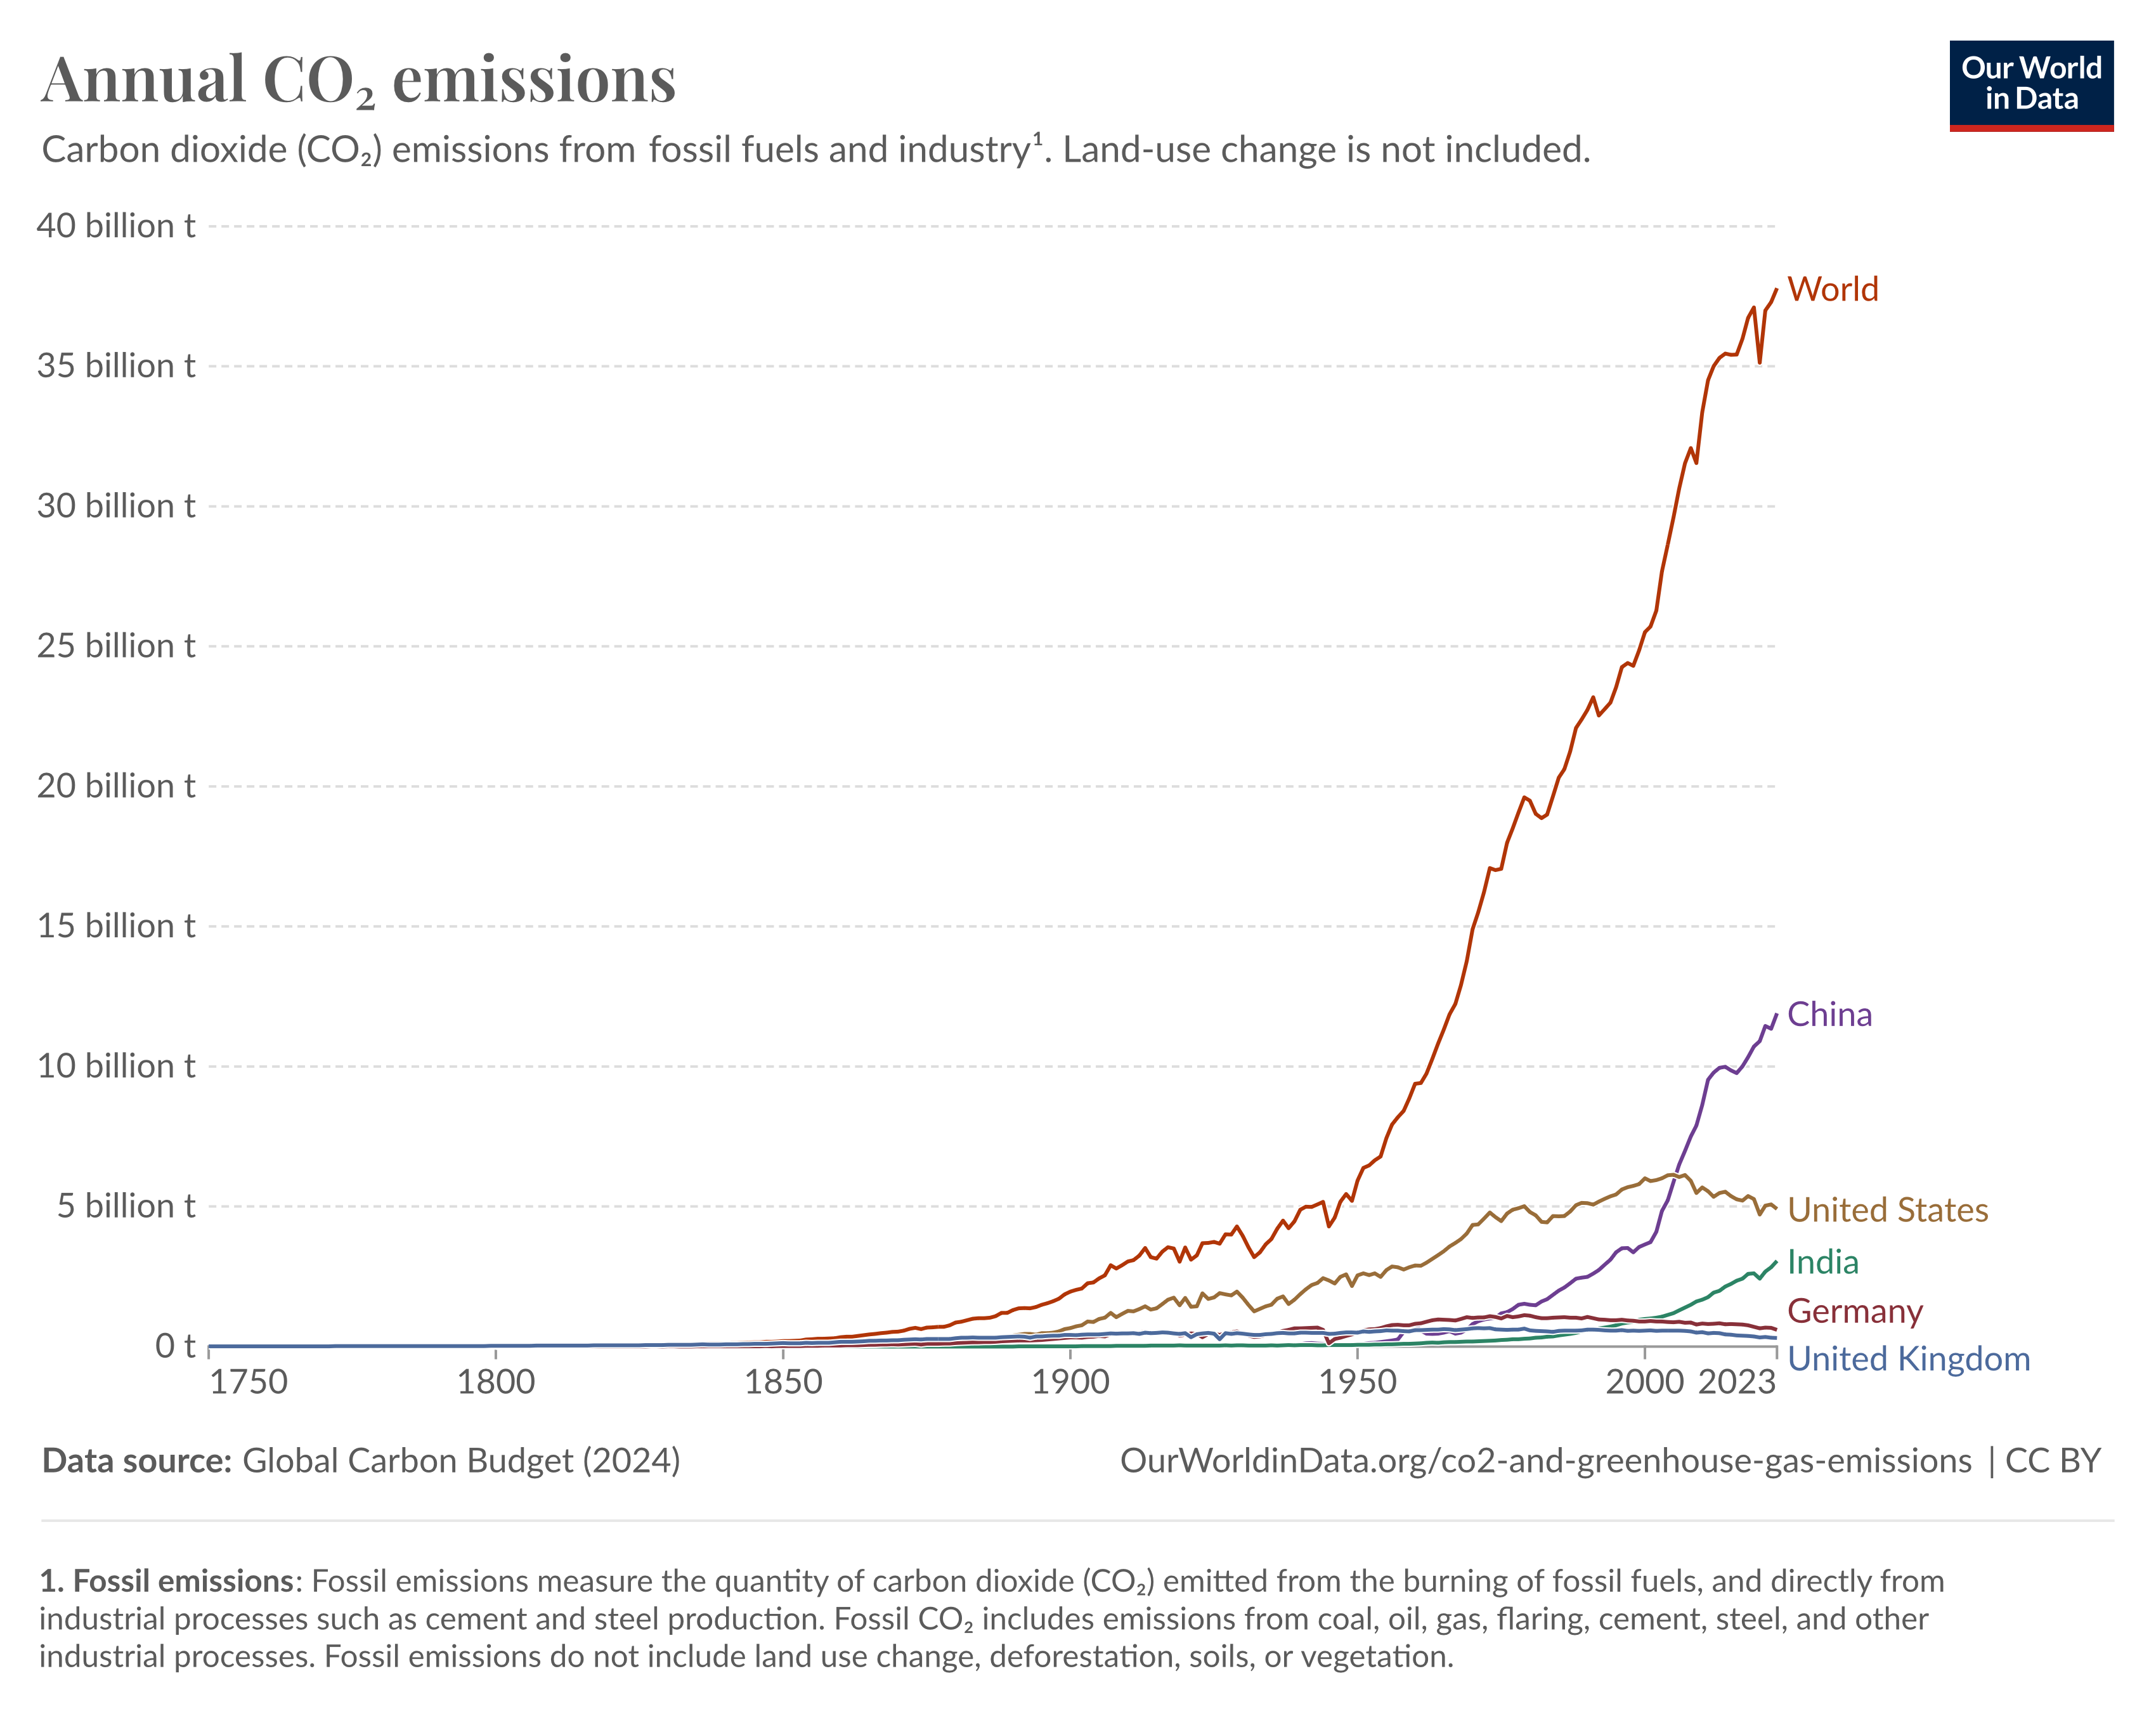 Annual CO₂ emissions
Our World
in Data
Carbon dioxide (CO₂) emissions from fossil fuels and industry¹. Land-use change is not included.
40 billion t
World
35 billion t
30 billion t
25 billion t
20 billion t
15 billion t
China
10 billion t
5 billion t
United States
India
Germany
0 t
United Kingdom
1750 1800 1850 1900 1950 2000 2023
Data source: Global Carbon Budget (2024)
OurWorldinData.org/co2-and-greenhouse-gas-emissions | CC BY
1. Fossil emissions: Fossil emissions measure the quantity of carbon dioxide (CO₂) emitted from the burning of fossil fuels, and directly from
industrial processes such as cement and steel production. Fossil CO₂ includes emissions from coal, oil, gas, flaring, cement, steel, and other
industrial processes. Fossil emissions do not include land use change, deforestation, soils, or vegetation.